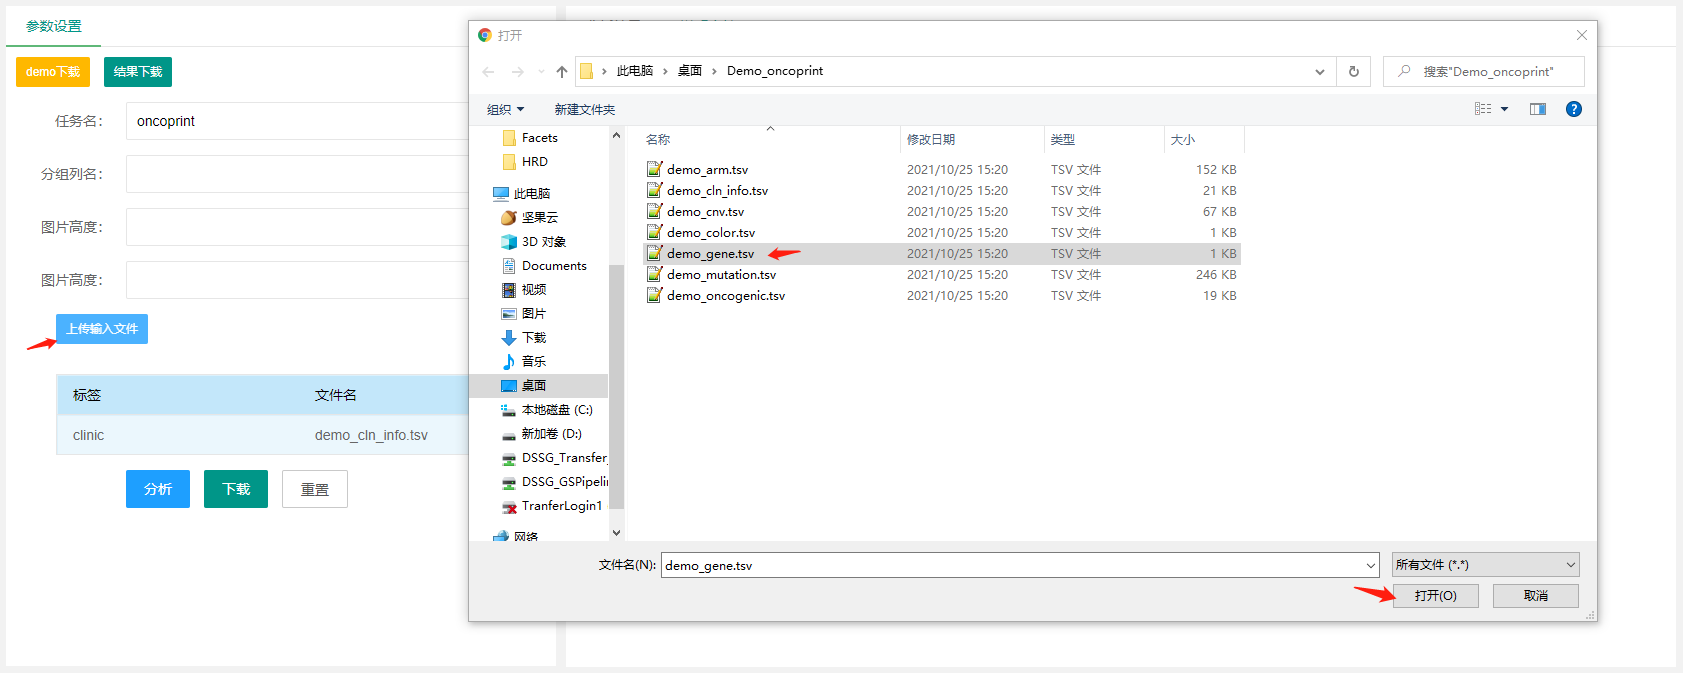 参数设置
demo下载
结果下载
任务名：
oncoprint
分组列名：
图片高度：
图片高度：
上传输入文件
标签
文件名
clinic
demo_cln_info.tsv
分析
下载
重置
打开
此电脑 › 桌面 › Demo_oncoprint
搜索"Demo_oncoprint"
组织
新建文件夹
Facets
HRD
此电脑
坚果云
3D 对象
Documents
视频
图片
下载
音乐
桌面
本地磁盘 (C:)
新加卷 (D:)
DSSG_Transfer_
DSSG_GSPipelin
TranferLogin1
网络
名称 修改日期 类型 大小
demo_arm.tsv 2021/10/25 15:20 TSV 文件 152 KB
demo_cln_info.tsv 2021/10/25 15:20 TSV 文件 21 KB
demo_cnv.tsv 2021/10/25 15:20 TSV 文件 67 KB
demo_color.tsv 2021/10/25 15:20 TSV 文件 1 KB
demo_gene.tsv 2021/10/25 15:20 TSV 文件 1 KB
demo_mutation.tsv 2021/10/25 15:20 TSV 文件 246 KB
demo_oncogenic.tsv 2021/10/25 15:20 TSV 文件 19 KB
文件名(N): demo_gene.tsv
所有文件 (*.*)
打开(O)
取消